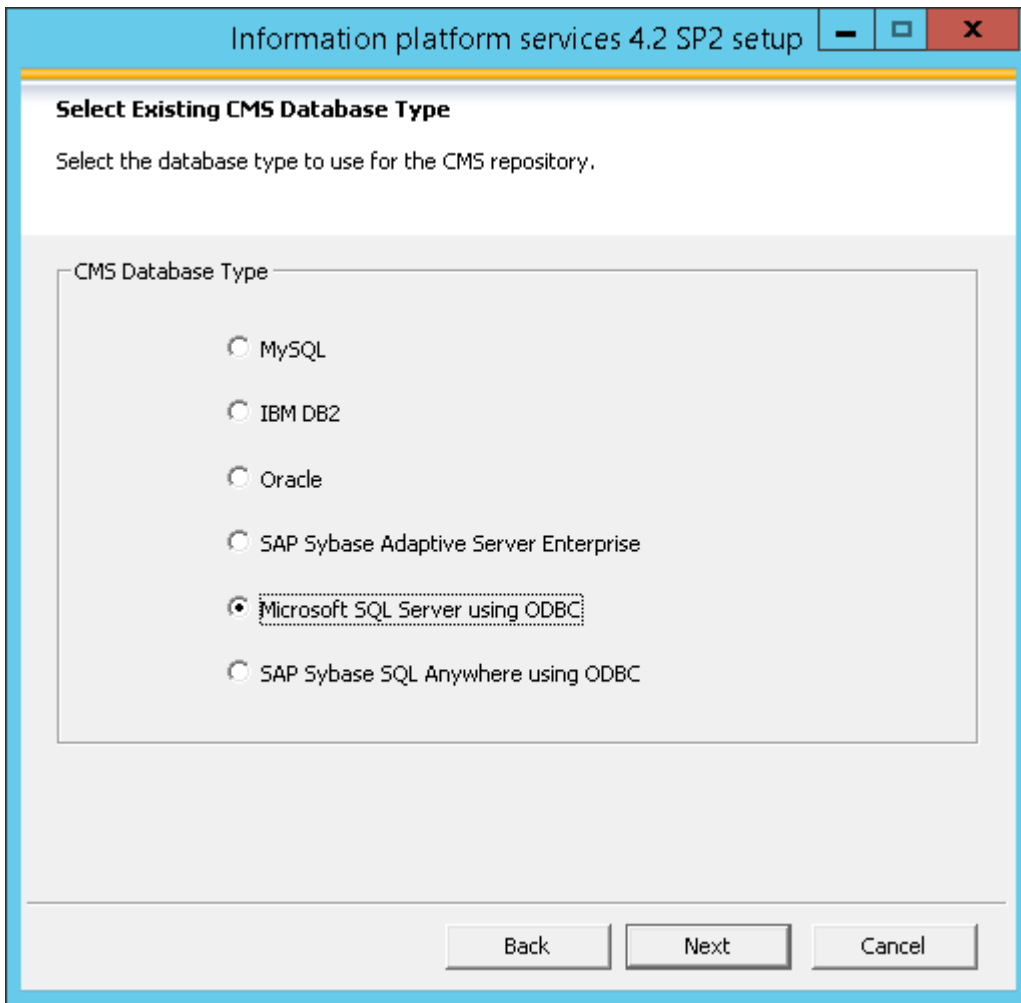 Information platform services 4.2 SP2 setup
Select Existing CMS Database Type
Select the database type to use for the CMS repository.
CMS Database Type
MySQL
IBM DB2
Oracle
SAP Sybase Adaptive Server Enterprise
Microsoft SQL Server using ODBC
SAP Sybase SQL Anywhere using ODBC
Back
Next
Cancel